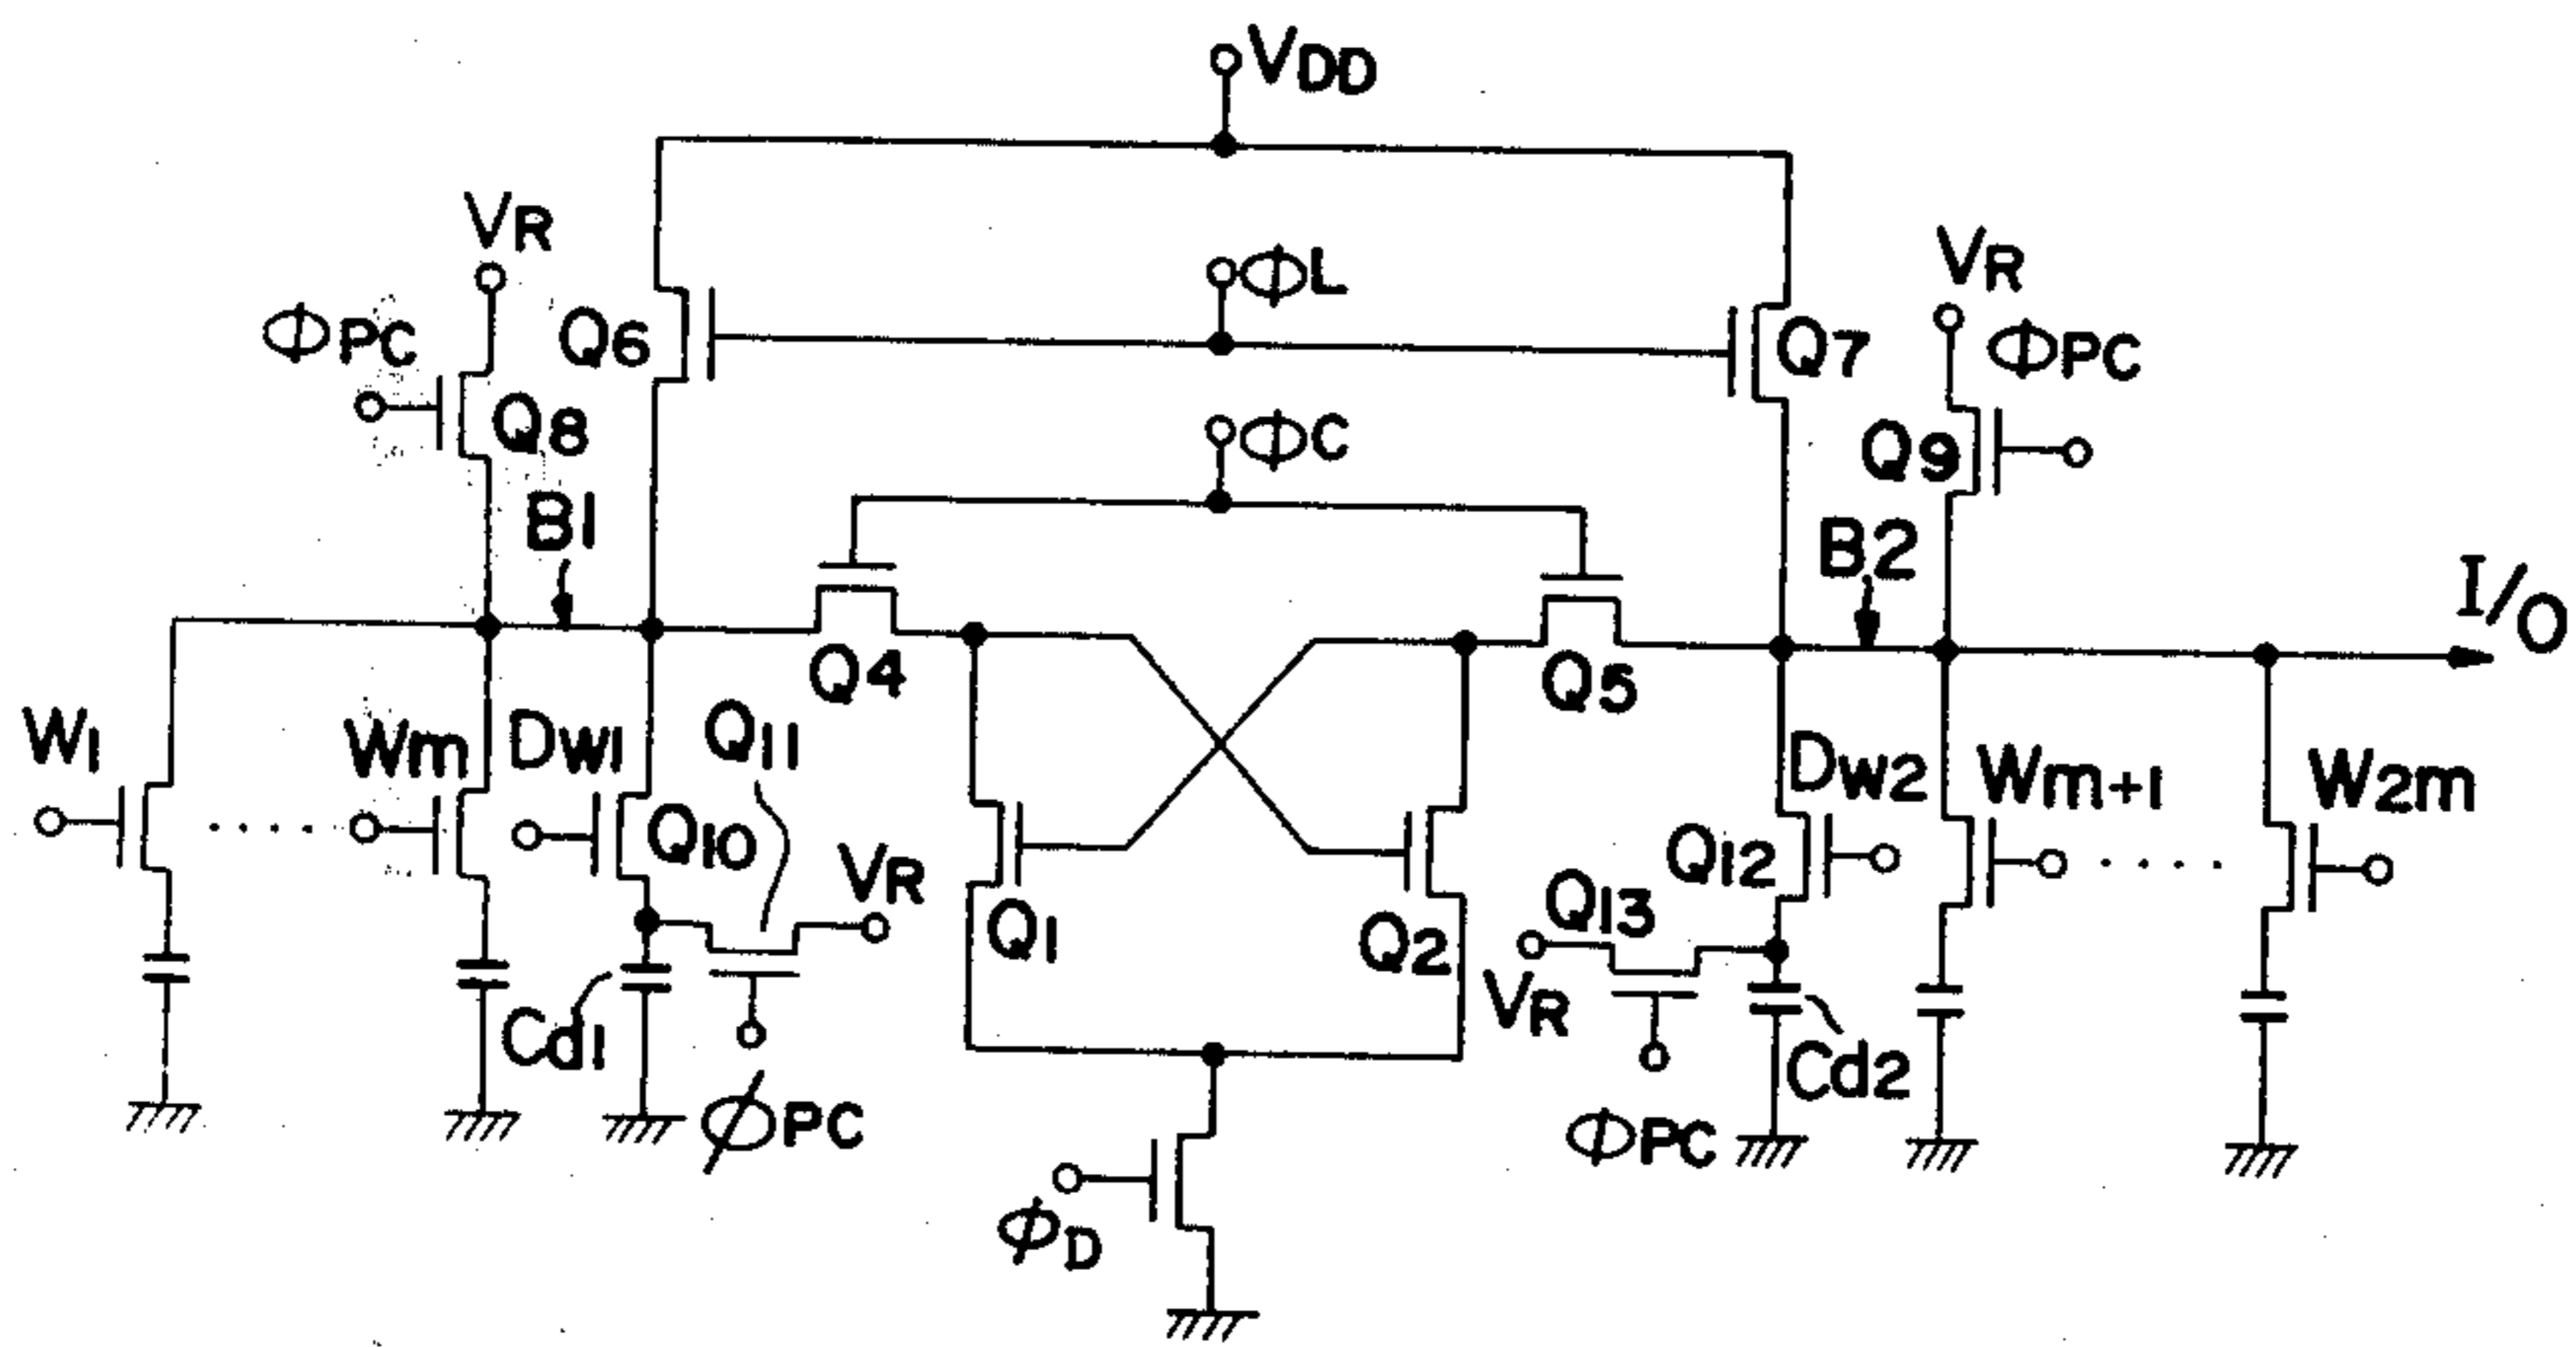 VDD
VR
ΦPC
Q6
ΦL
Q7
VR
ΦPC
Q8
ΦC
Q9
B1
B2
I/O
Q4
Q5
W1
Wm
DW1
Q11
DW2
Wm+1
W2m
Q10
VR
Q12
Q13
Q1
Q2
VR
Cd1
Cd2
ΦPC
ΦPC
ΦD